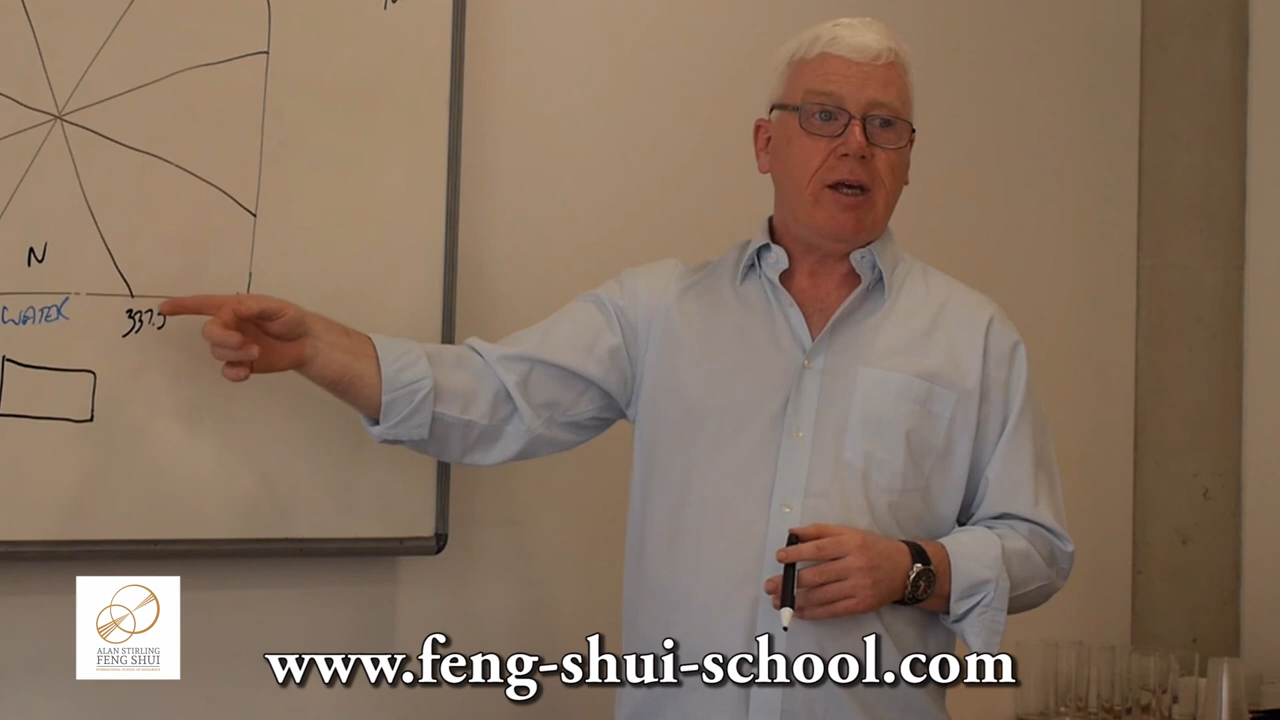 N
WATER
337.5
ALAN STIRLING
FENG SHUI
www.feng-shui-school.com